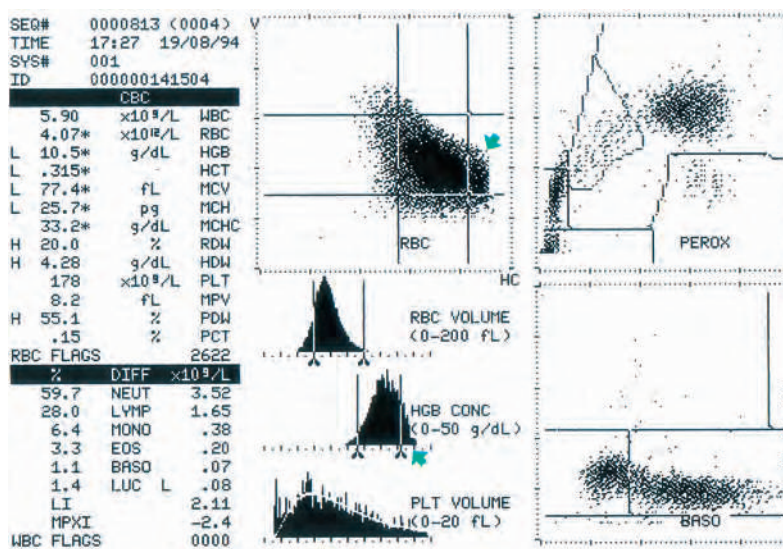 SEQ# 0000813 (0004)
TIME 17:27 19/08/94
SYS# 001
ID 000000141504
CBC
5.90 x10⁹/L WBC
4.07* x10¹²/L RBC
L 10.5* g/dL HGB
L .315* - HCT
L 77.4* fL MCV
L 25.7* pg MCH
33.2* g/dL MCHC
H 20.0 % RDW
H 4.28 g/dL HDW
178 x10⁹/L PLT
8.2 fL MPV
H 55.1 % PDW
.15 % PCT
RBC FLAGS 2622
% DIFF x10⁹/L
59.7 NEUT 3.52
28.0 LYMP 1.65
6.4 MONO .38
3.3 EOS .20
1.1 BASO .07
1.4 LUC L .08
LI 2.11
MPXI -2.4
WBC FLAGS 0000
V
RBC
HC
RBC VOLUME
(0-200 fL)
HGB CONC
(0-50 g/dL)
PLT VOLUME
(0-20 fL)
PEROX
BASO